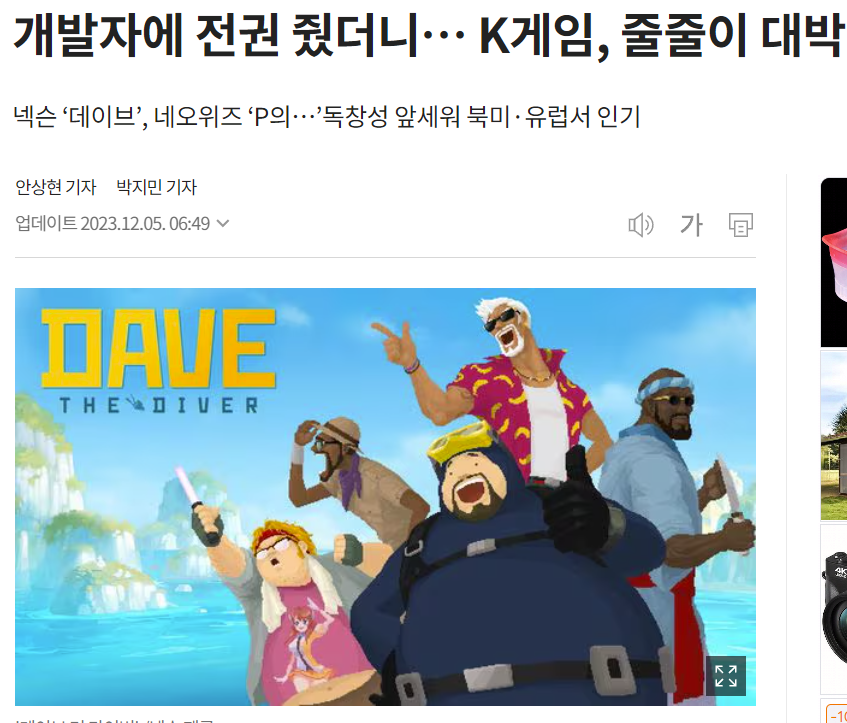 개발자에 전권 줬더니… K게임, 줄줄이 대박
넥슨 ‘데이브’, 네오위즈 ‘P의…’독창성 앞세워 북미·유럽서 인기
안상현 기자 박지민 기자
업데이트 2023.12.05. 06:49
가
DAVE
THE DIVER
4K
-10